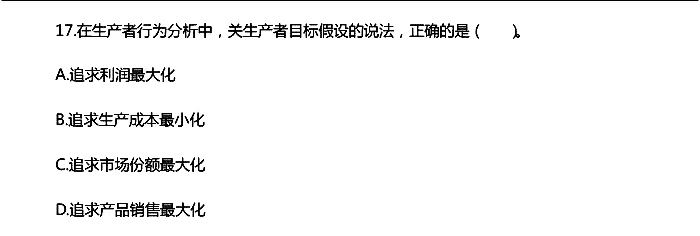 17.在生产者行为分析中，关生产者目标假设的说法，正确的是（　　）。
A.追求利润最大化
B.追求生产成本最小化
C.追求市场份额最大化
D.追求产品销售最大化